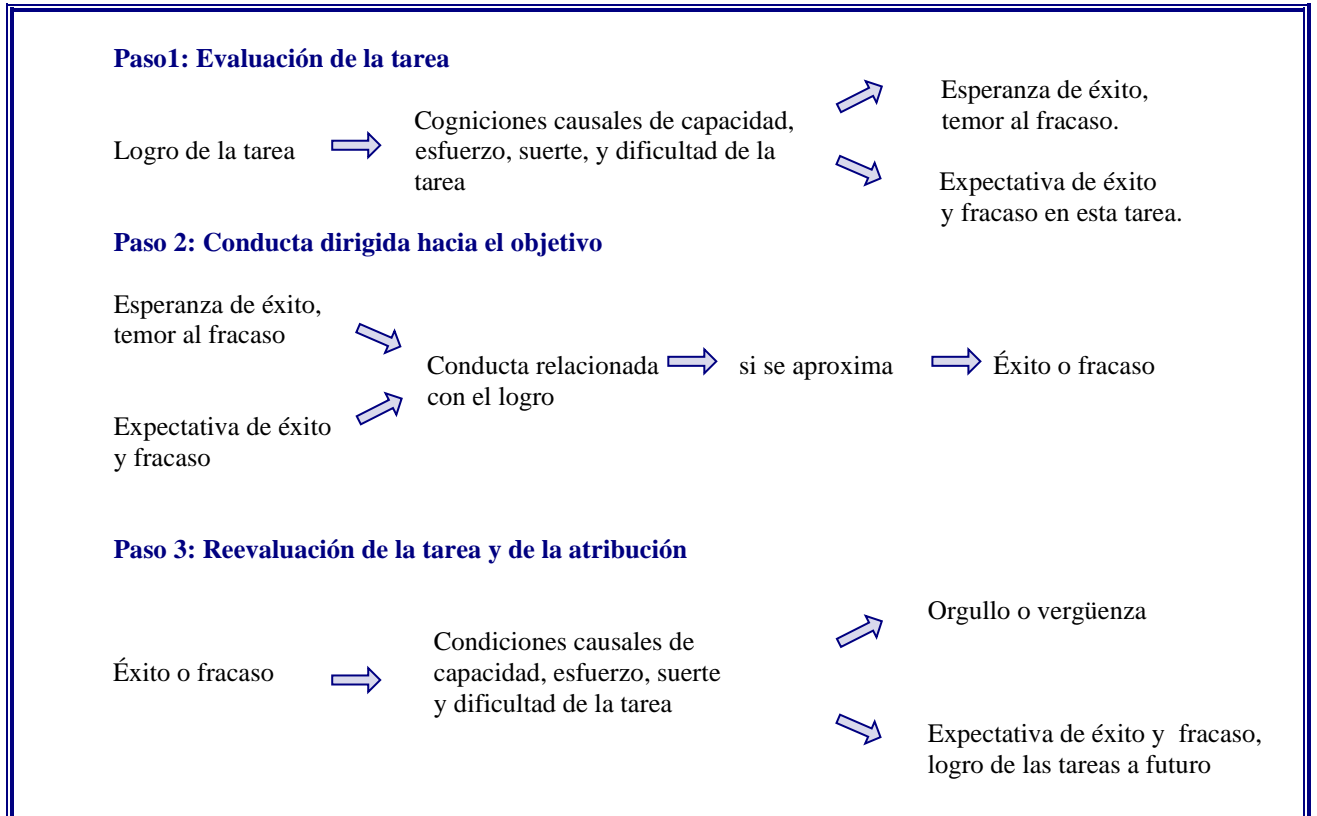 Paso1: Evaluación de la tarea
Logro de la tarea
Cogniciones causales de capacidad,
esfuerzo, suerte, y dificultad de la
tarea
Esperanza de éxito,
temor al fracaso.
Expectativa de éxito
y fracaso en esta tarea.
Paso 2: Conducta dirigida hacia el objetivo
Esperanza de éxito,
temor al fracaso
Expectativa de éxito
y fracaso
Conducta relacionada
con el logro
si se aproxima
Éxito o fracaso
Paso 3: Reevaluación de la tarea y de la atribución
Éxito o fracaso
Condiciones causales de
capacidad, esfuerzo, suerte
y dificultad de la tarea
Orgullo o vergüenza
Expectativa de éxito y fracaso,
logro de las tareas a futuro